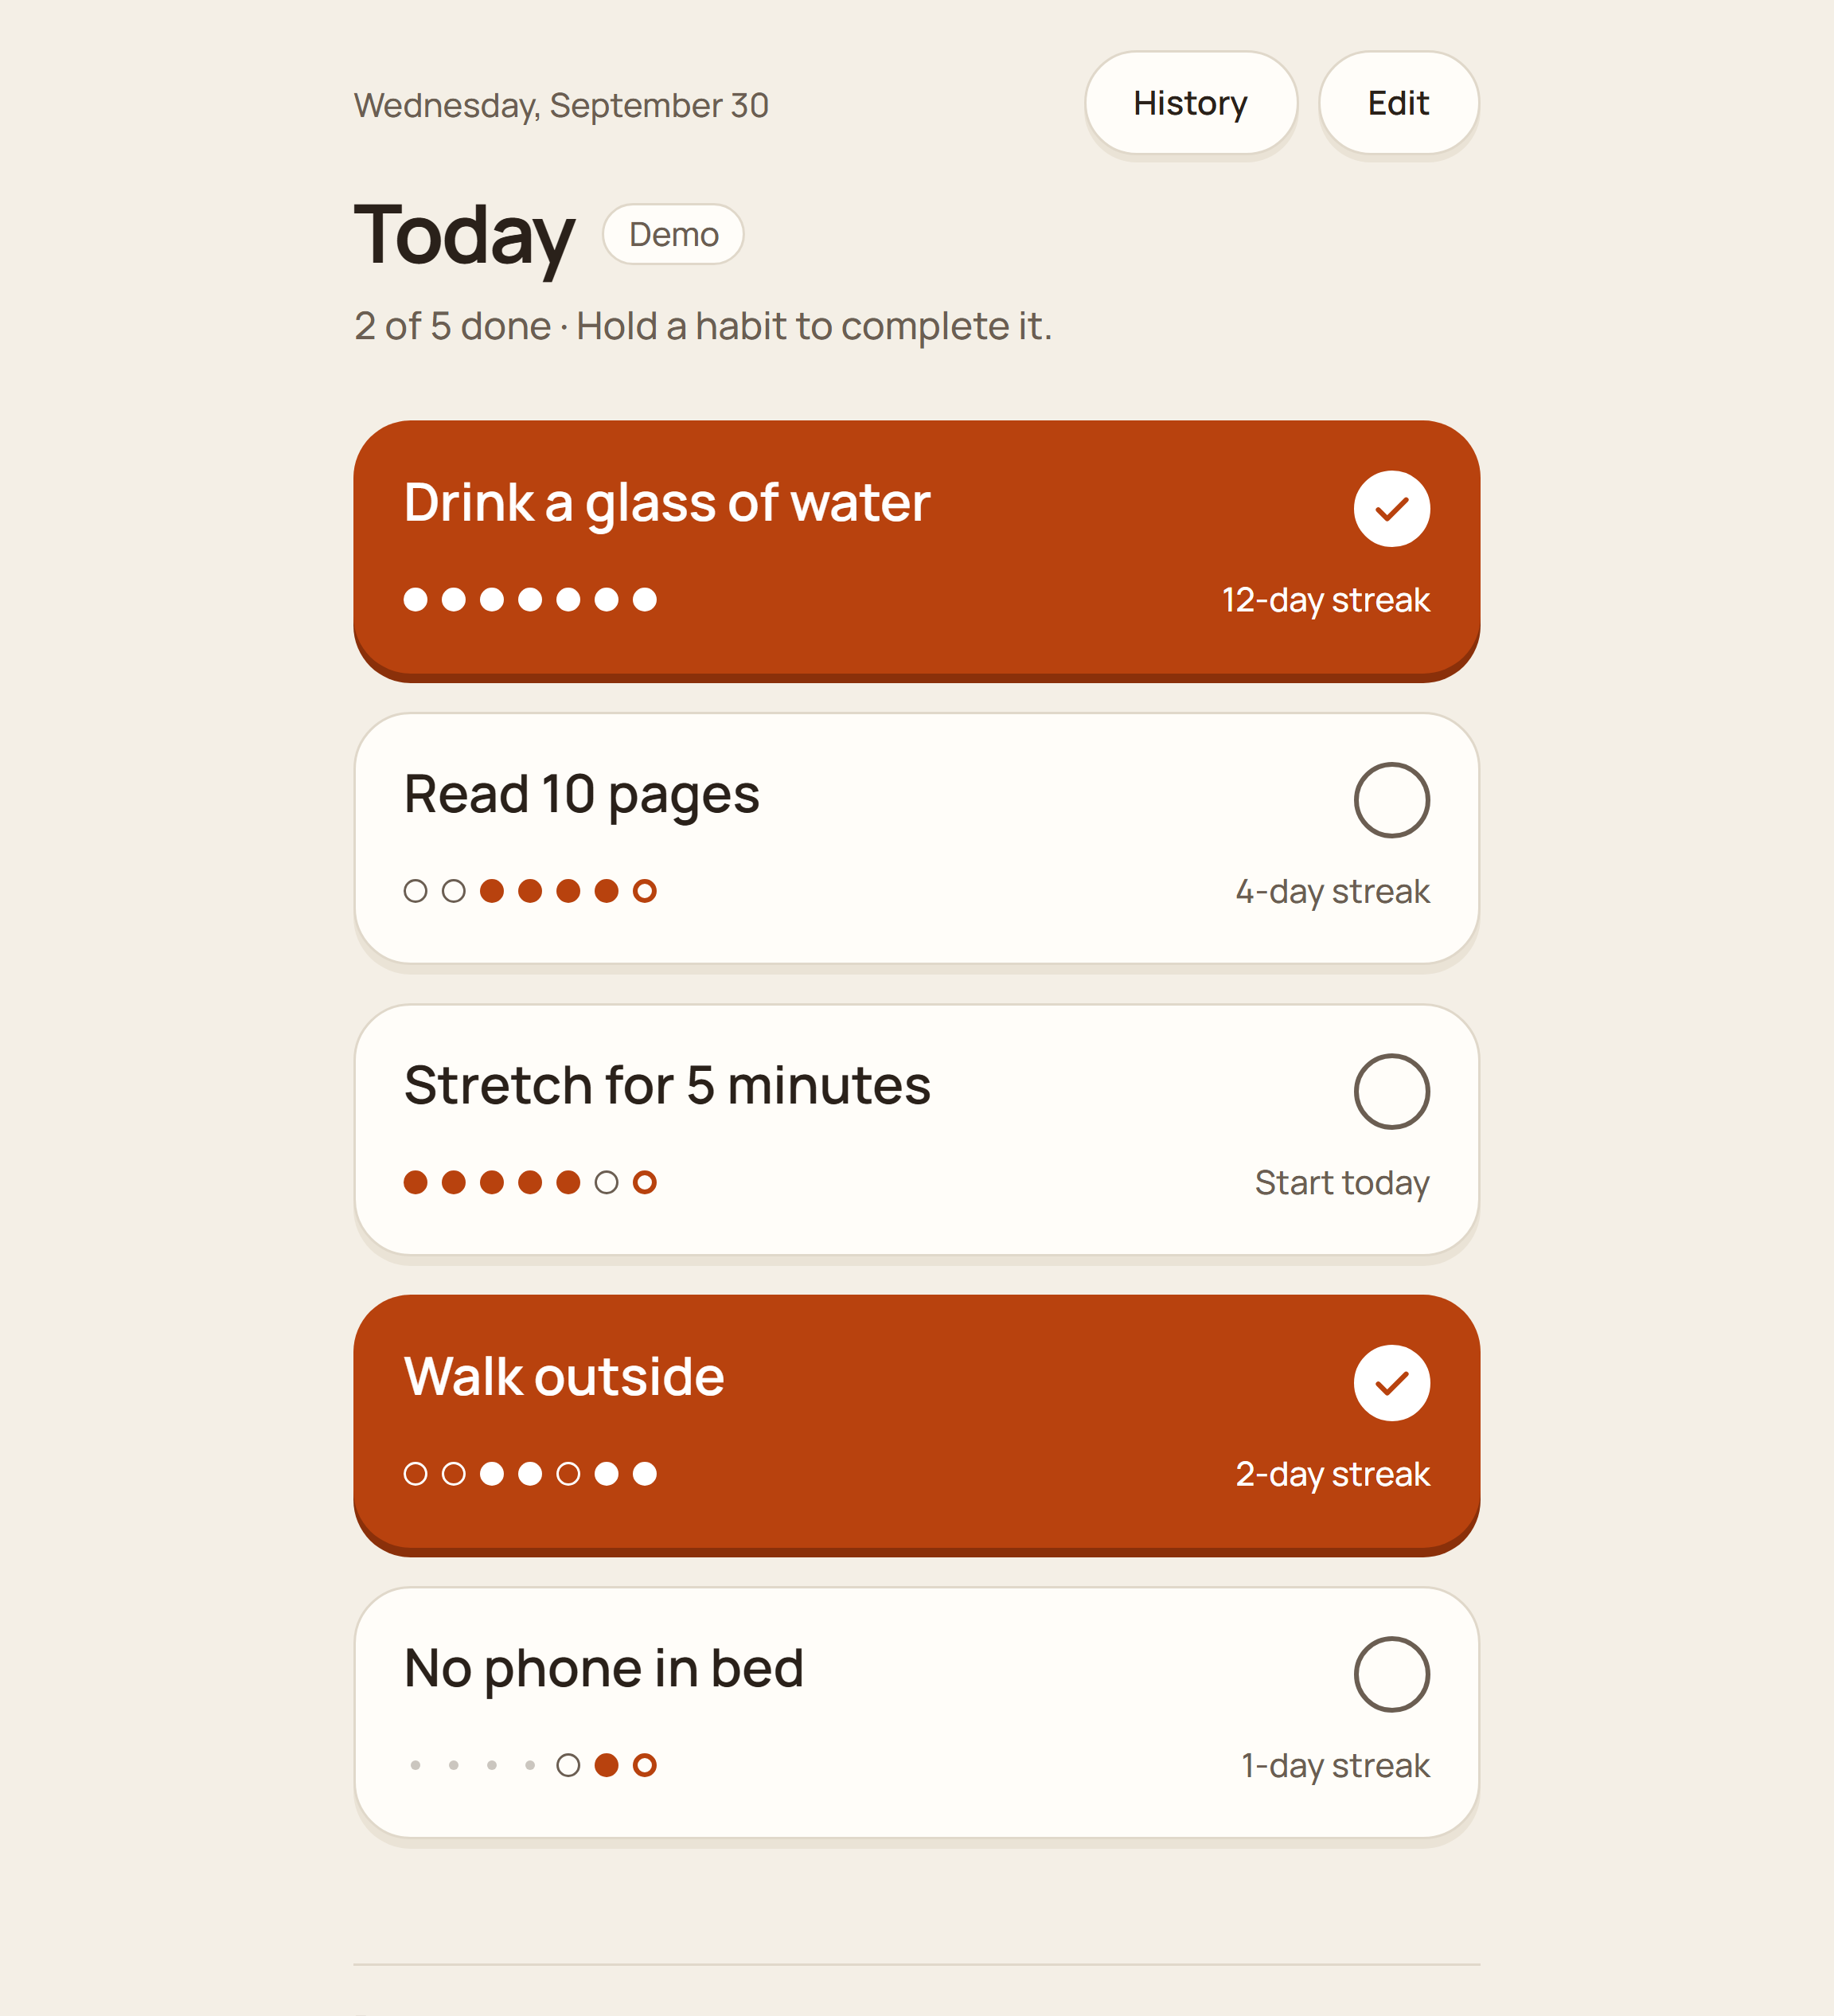 Wednesday, September 30
History
Edit
Today
Demo
2 of 5 done · Hold a habit to complete it.
Drink a glass of water
12-day streak
Read 10 pages
4-day streak
Stretch for 5 minutes
Start today
Walk outside
2-day streak
No phone in bed
1-day streak